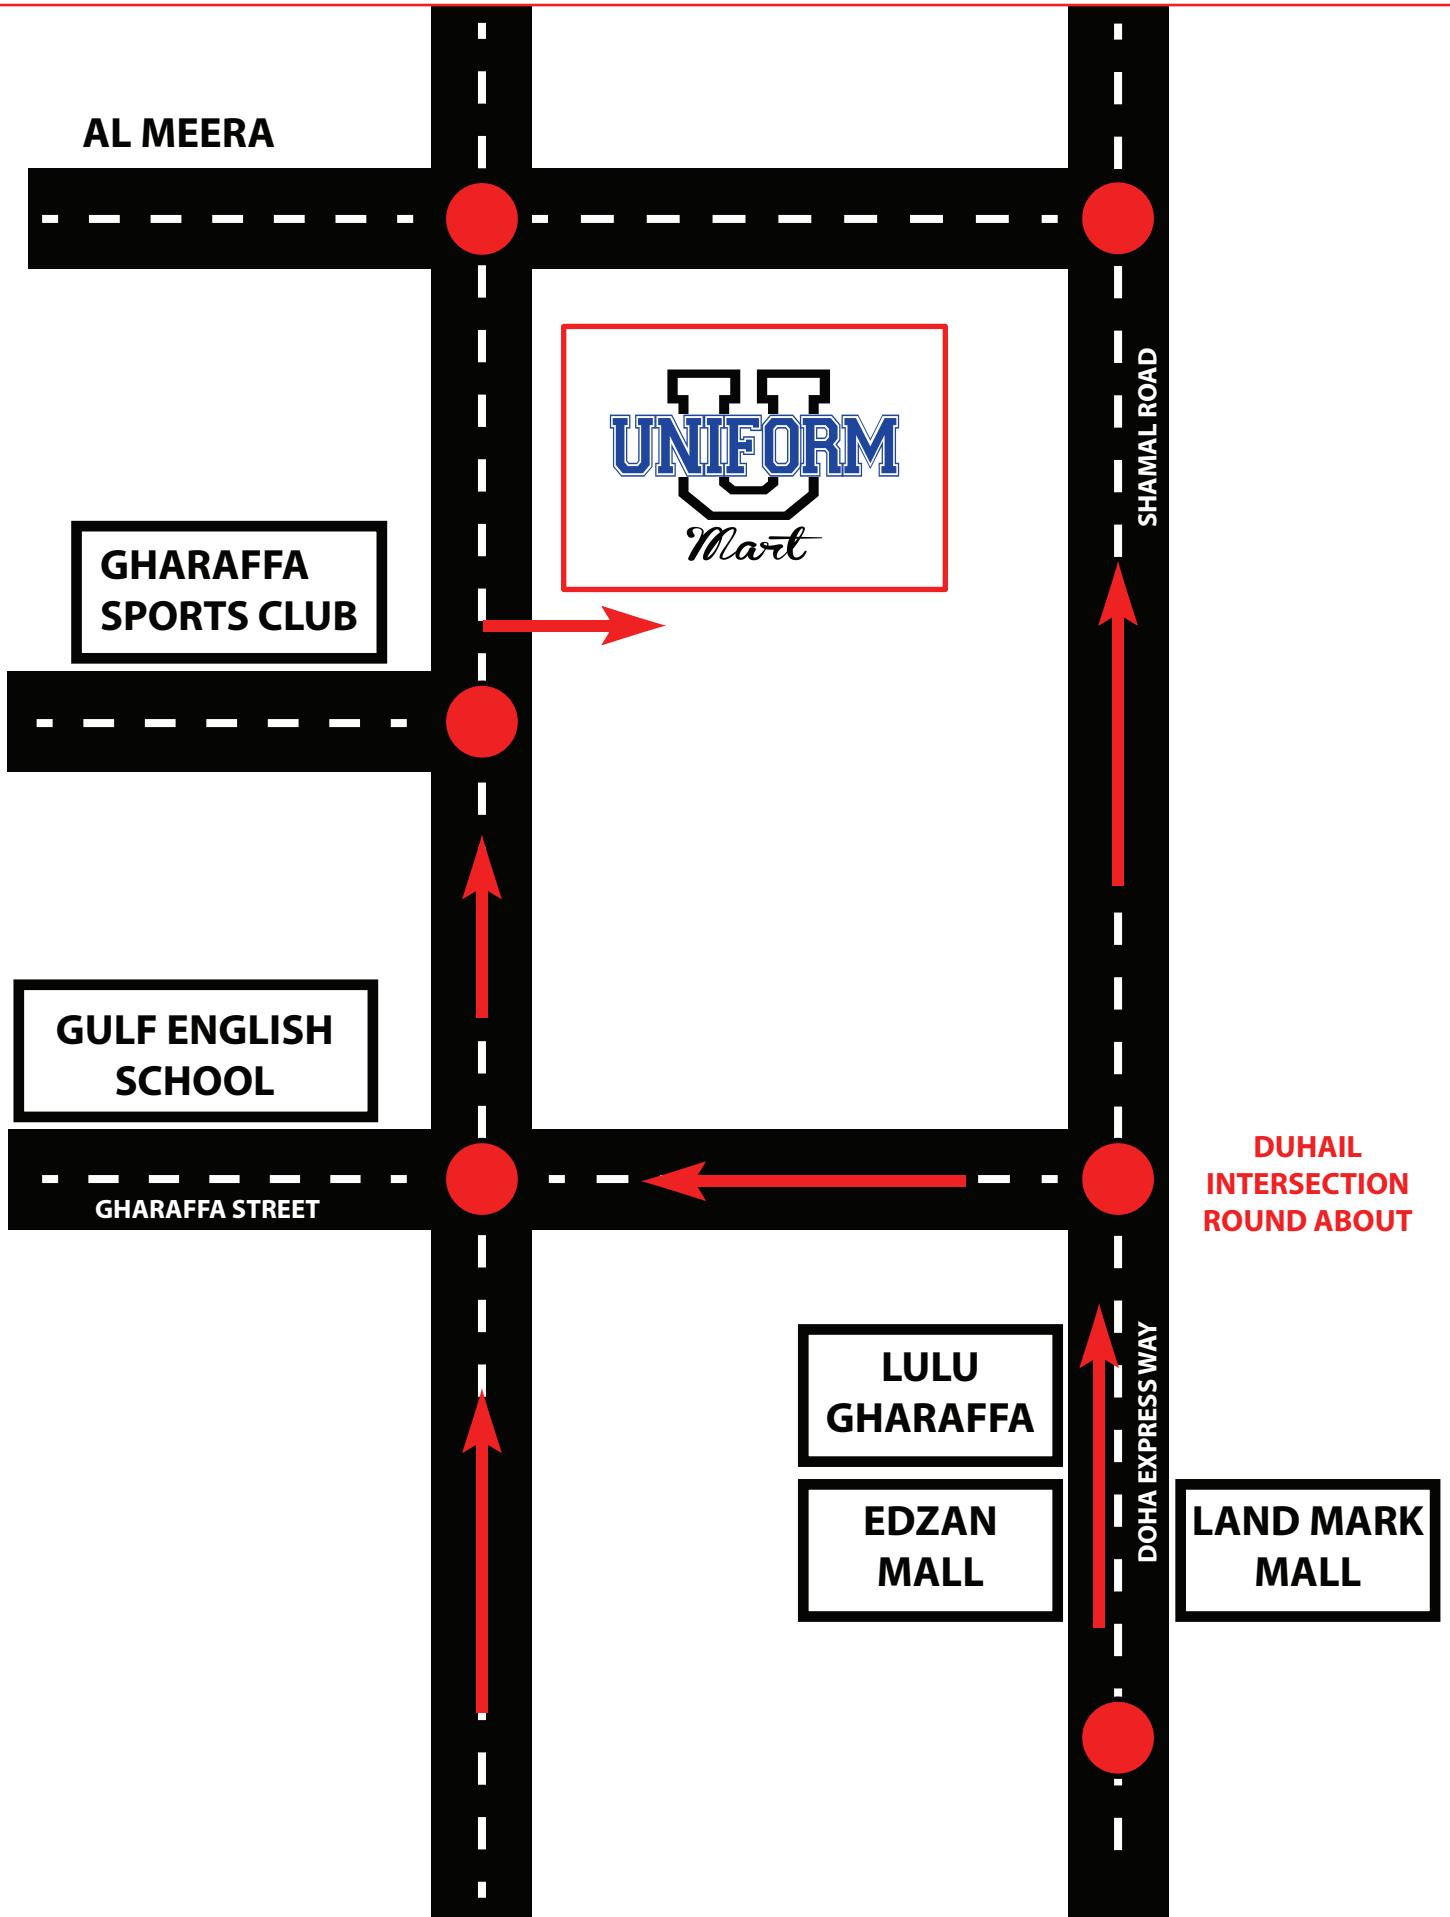 AL MEERA
U
UNIFORM
Mart
SHAMAL ROAD
GHARAFFA
SPORTS CLUB
GULF ENGLISH
SCHOOL
GHARAFFA STREET
DUHAIL
INTERSECTION
ROUND ABOUT
LULU
GHARAFFA
DOHA EXPRESS WAY
EDZAN
MALL
LAND MARK
MALL